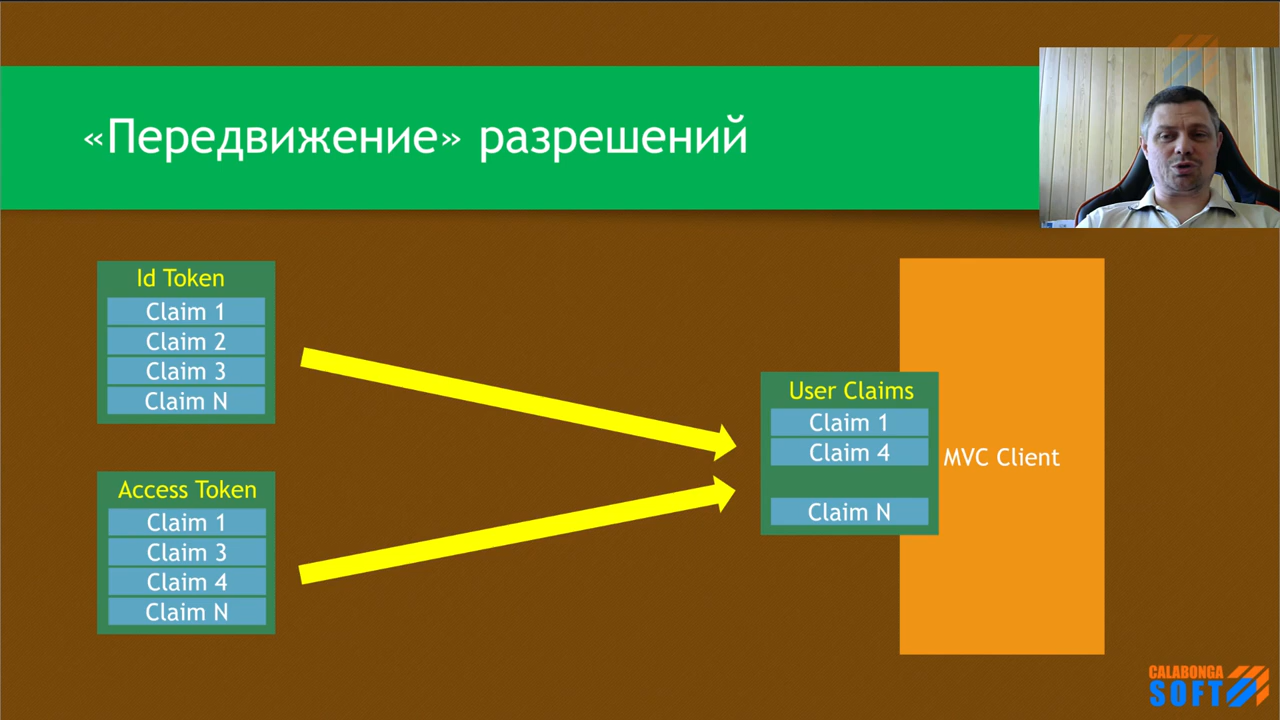 «Передвижение» разрешений
Id Token
Claim 1
Claim 2
Claim 3
Claim N
Access Token
Claim 1
Claim 3
Claim 4
Claim N
User Claims
Claim 1
Claim 4
Claim N
MVC Client
CALABONGA
SOFT